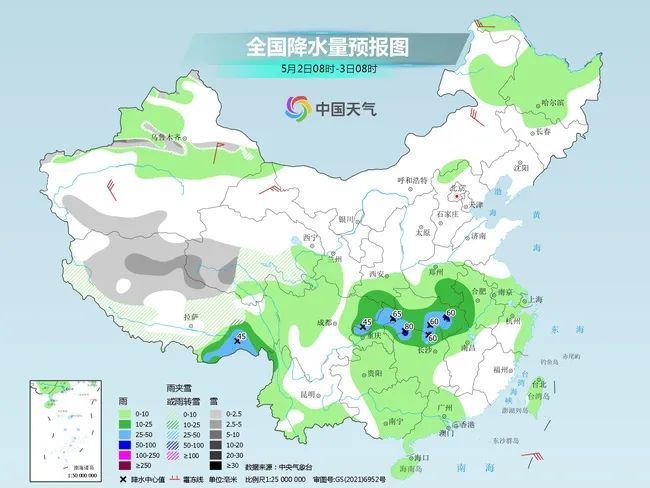 全国降水量预报图
5月2日08时-3日08时
中国天气
哈尔滨
长春
乌鲁木齐
沈阳
呼和浩特
北京
天津
渤
海
银川
石家庄
太原
济南
黄
海
西宁
兰州
西安
郑州
合肥
南京
上海
拉萨
成都
45
45
65
80
60
60
60
重庆
杭州
东海
长沙
南昌
贵阳
福州
钓鱼岛
赤尾屿
昆明
台北
台湾岛
台湾海峡
澎湖列岛
南宁
广州
香港
澳门
东沙群岛
海口
海南岛
南海
南海诸岛
1:50 000 000
雨
0-10
10-25
25-50
50-100
100-250
≥250
雨夹雪
或雨转雪
0-10
10-25
25-50
50-100
≥100
雪
0-2.5
2.5-5
5-10
10-20
20-30
≥30
数据来源：中央气象台
降水中心值
霜冻线
单位:毫米
比例尺1:25 000 000
审图号:GS(2021)6952号